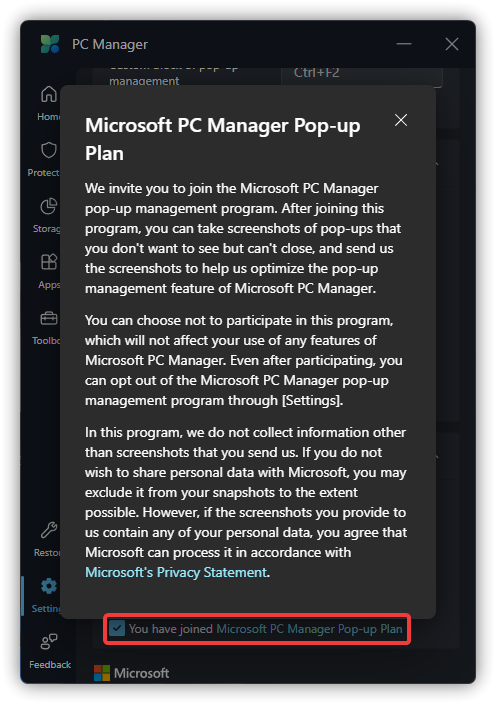 PC Manager
management
Ctrl+F2
Home
Microsoft PC Manager Pop-up
Plan
Protect
We invite you to join the Microsoft PC Manager
pop-up management program. After joining this
program, you can take screenshots of pop-ups that
Storag
you don't want to see but can't close, and send us
the screenshots to help us optimize the pop-up
Apps
management feature of Microsoft PC Manager.
You can choose not to participate in this program,
Toolbo
which will not affect your use of any features of
Microsoft PC Manager. Even after participating, you
can opt out of the Microsoft PC Manager pop-up
management program through [Settings].
In this program, we do not collect information other
than screenshots that you send us. If you do not
wish to share personal data with Microsoft, you may
exclude it from your snapshots to the extent
possible. However, if the screenshots you provide to
us contain any of your personal data, you agree that
Restor
Microsoft can process it in accordance with
Microsoft's Privacy Statement.
Setting
You have joined Microsoft PC Manager Pop-up Plan
Feedback
Microsoft